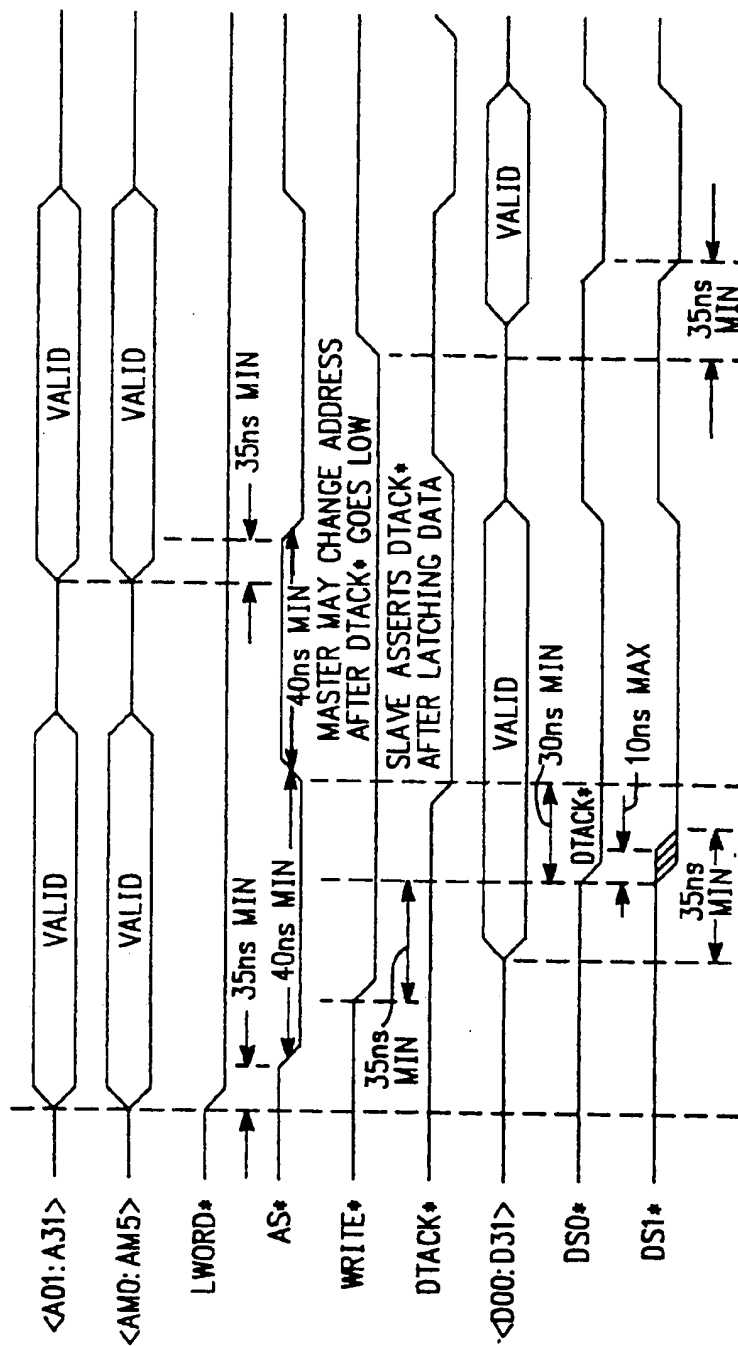 <A01:A31>
VALID
VALID
<AM0:AM5>
VALID
VALID
LWORD*
35ns MIN
35ns MIN
AS*
40ns MIN
40ns MIN
MASTER MAY CHANGE ADDRESS
AFTER DTACK* GOES LOW
WRITE*
35ns
MIN
SLAVE ASSERTS DTACK*
AFTER LATCHING DATA
DTACK*
<D00:D31>
VALID
VALID
30ns MIN
DS0*
DTACK*
10ns MAX
DS1*
35ns
MIN
35ns
MIN